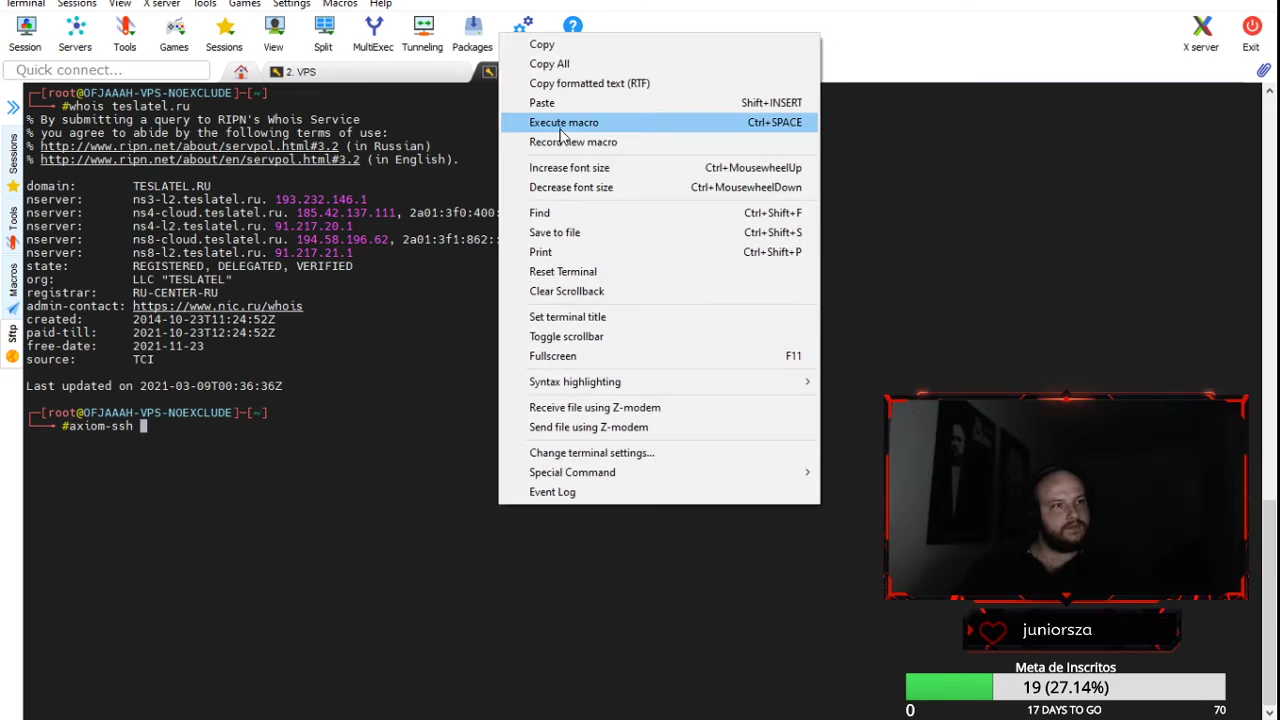 Terminal Sessions View X server Tools Games Settings Macros Help
Session Servers Tools Games Sessions View Split MultiExec Tunneling Packages X server Exit
Quick connect...
2. VPS
Sessions
Tools
Macros
Sftp
┌─[root@OFJAAAH-VPS-NOEXCLUDE]─[~]
└──╼ #whois teslatel.ru
% By submitting a query to RIPN's Whois Service
% you agree to abide by the following terms of use:
% http://www.ripn.net/about/servpol.html#3.2 (in Russian)
% http://www.ripn.net/about/en/servpol.html#3.2 (in English).
domain: TESLATEL.RU
nserver: ns3-l2.teslatel.ru. 193.232.146.1
nserver: ns4-cloud.teslatel.ru. 185.42.137.111, 2a01:3f0:400:
nserver: ns4-l2.teslatel.ru. 91.217.20.1
nserver: ns8-cloud.teslatel.ru. 194.58.196.62, 2a01:3f1:862::
nserver: ns8-l2.teslatel.ru. 91.217.21.1
state: REGISTERED, DELEGATED, VERIFIED
org: LLC "TESLATEL"
registrar: RU-CENTER-RU
admin-contact: https://www.nic.ru/whois
created: 2014-10-23T11:24:52Z
paid-till: 2021-10-23T12:24:52Z
free-date: 2021-11-23
source: TCI
Last updated on 2021-03-09T00:36:36Z
┌─[root@OFJAAAH-VPS-NOEXCLUDE]─[~]
└──╼ #axiom-ssh
Copy
Copy All
Copy formatted text (RTF)
Paste Shift+INSERT
Execute macro Ctrl+SPACE
Record new macro
Increase font size Ctrl+MousewheelUp
Decrease font size Ctrl+MousewheelDown
Find Ctrl+Shift+F
Save to file Ctrl+Shift+S
Print Ctrl+Shift+P
Reset Terminal
Clear Scrollback
Set terminal title
Toggle scrollbar
Fullscreen F11
Syntax highlighting
Receive file using Z-modem
Send file using Z-modem
Change terminal settings...
Special Command
Event Log
juniorsza
Meta de Inscritos
19 (27.14%)
0 17 DAYS TO GO 70